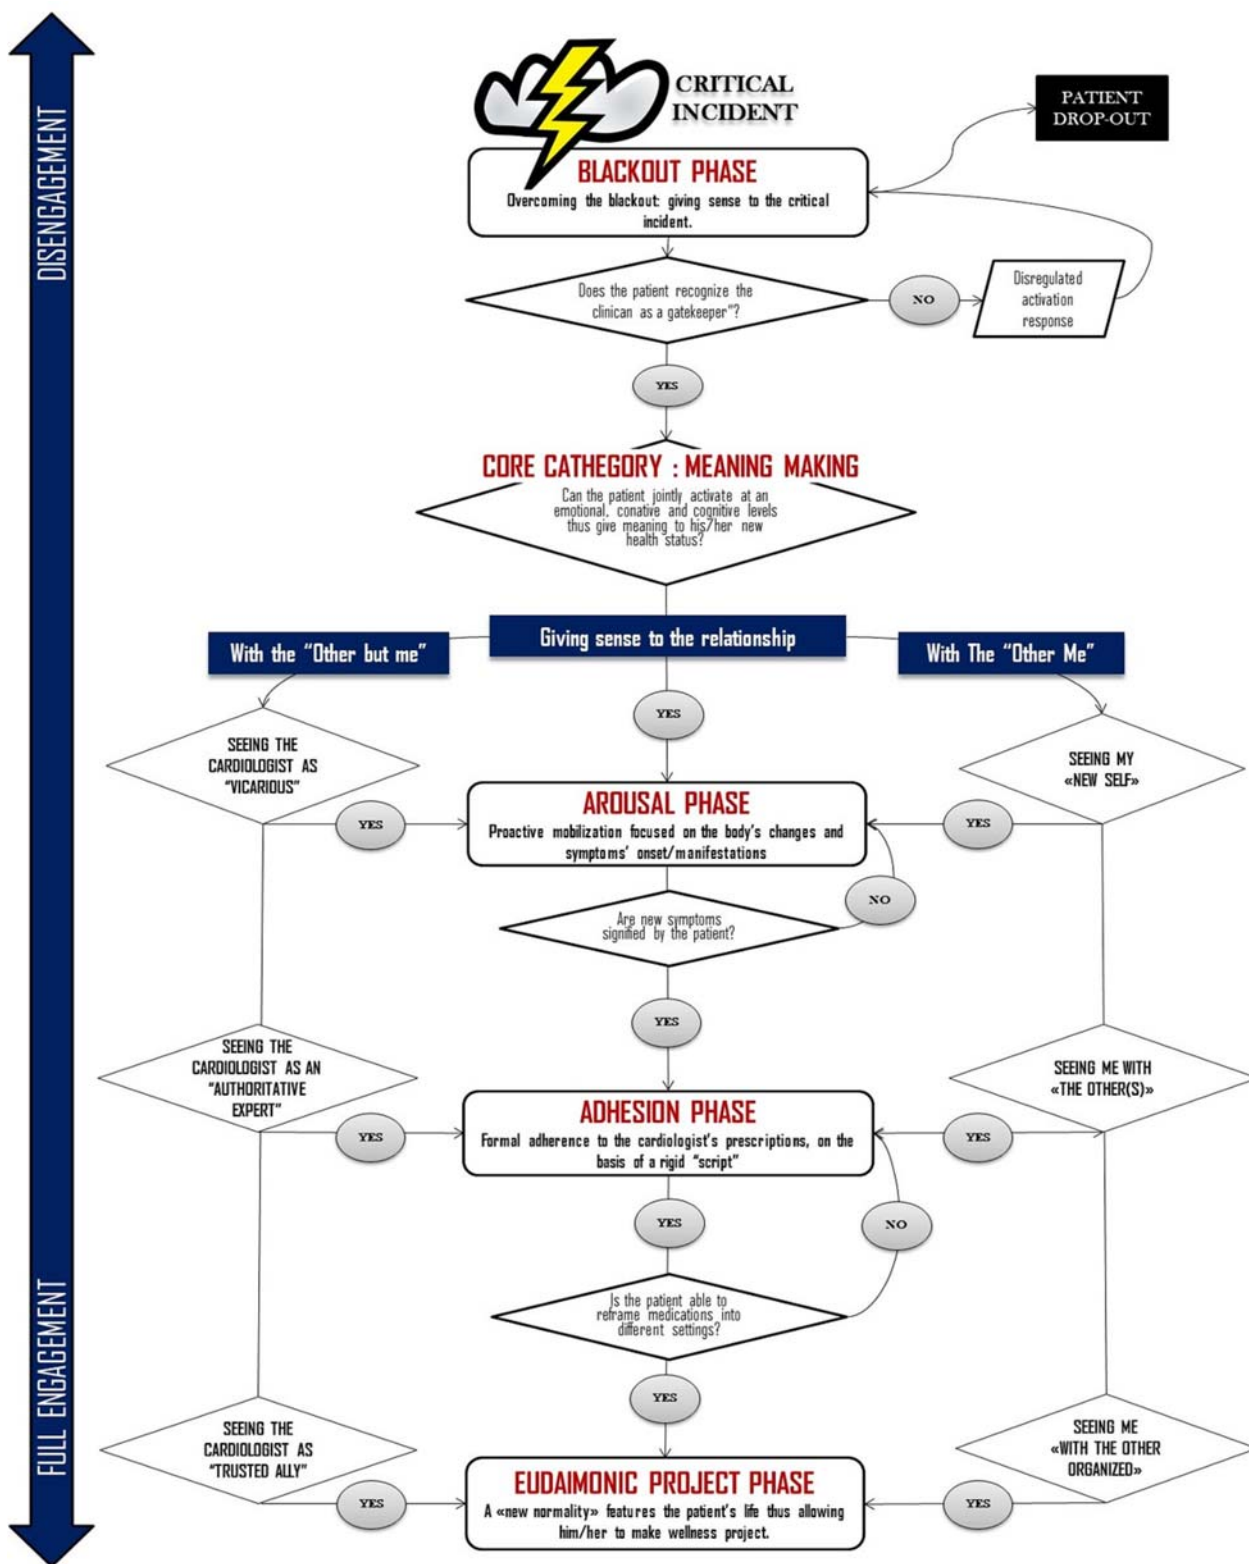 DISENGAGEMENT
FULL ENGAGEMENT
CRITICAL
INCIDENT
PATIENT
DROP-OUT
BLACKOUT PHASE
Overcoming the blackout: giving sense to the critical
incident.
Does the patient recognize the
clinician as a gatekeeper"?
NO
Disregulated
activation
response
YES
CORE CATHEGORY : MEANING MAKING
Can the patient jointly activate at an
emotional, conative and cognitive levels
thus give meaning to his/her new
health status?
With the "Other but me"
Giving sense to the relationship
With The "Other Me"
YES
SEEING THE
CARDIOLOGIST AS
"VICARIOUS"
SEEING MY
«NEW SELF»
YES
AROUSAL PHASE
Proactive mobilization focused on the body's changes and
symptoms' onset/manifestations
YES
NO
Are new symptoms
signified by the patient?
YES
SEEING THE
CARDIOLOGIST AS AN
"AUTHORITATIVE
EXPERT"
SEEING ME WITH
«THE OTHER(S)»
YES
ADHESION PHASE
Formal adherence to the cardiologist's prescriptions, on the
basis of a rigid "script"
YES
YES
NO
Is the patient able to
reframe medications into
different settings?
YES
SEEING THE
CARDIOLOGIST AS
"TRUSTED ALLY"
SEEING ME
«WITH THE OTHER
ORGANIZED»
YES
EUDAIMONIC PROJECT PHASE
A «new normality» features the patient's life thus allowing
him/her to make wellness project.
YES